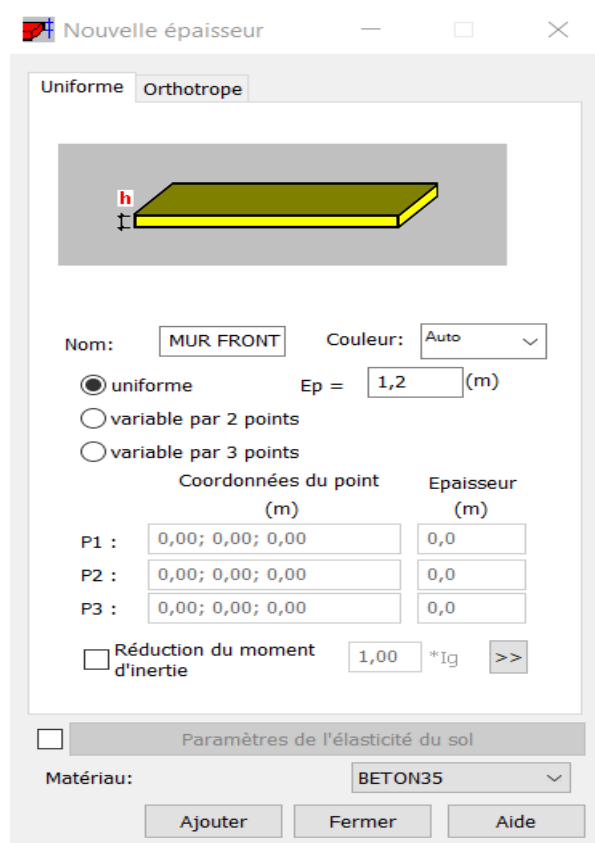 Nouvelle épaisseur
Uniforme Orthotrope
h
Nom: MUR FRONT Couleur: Auto
uniforme Ep = 1,2 (m)
variable par 2 points
variable par 3 points
Coordonnées du point Epaisseur
(m) (m)
P1 : 0,00; 0,00; 0,00 0,0
P2 : 0,00; 0,00; 0,00 0,0
P3 : 0,00; 0,00; 0,00 0,0
Réduction du moment
d'inertie 1,00 *Ig >>
Paramètres de l'élasticité du sol
Matériau: BETON35
Ajouter Fermer Aide